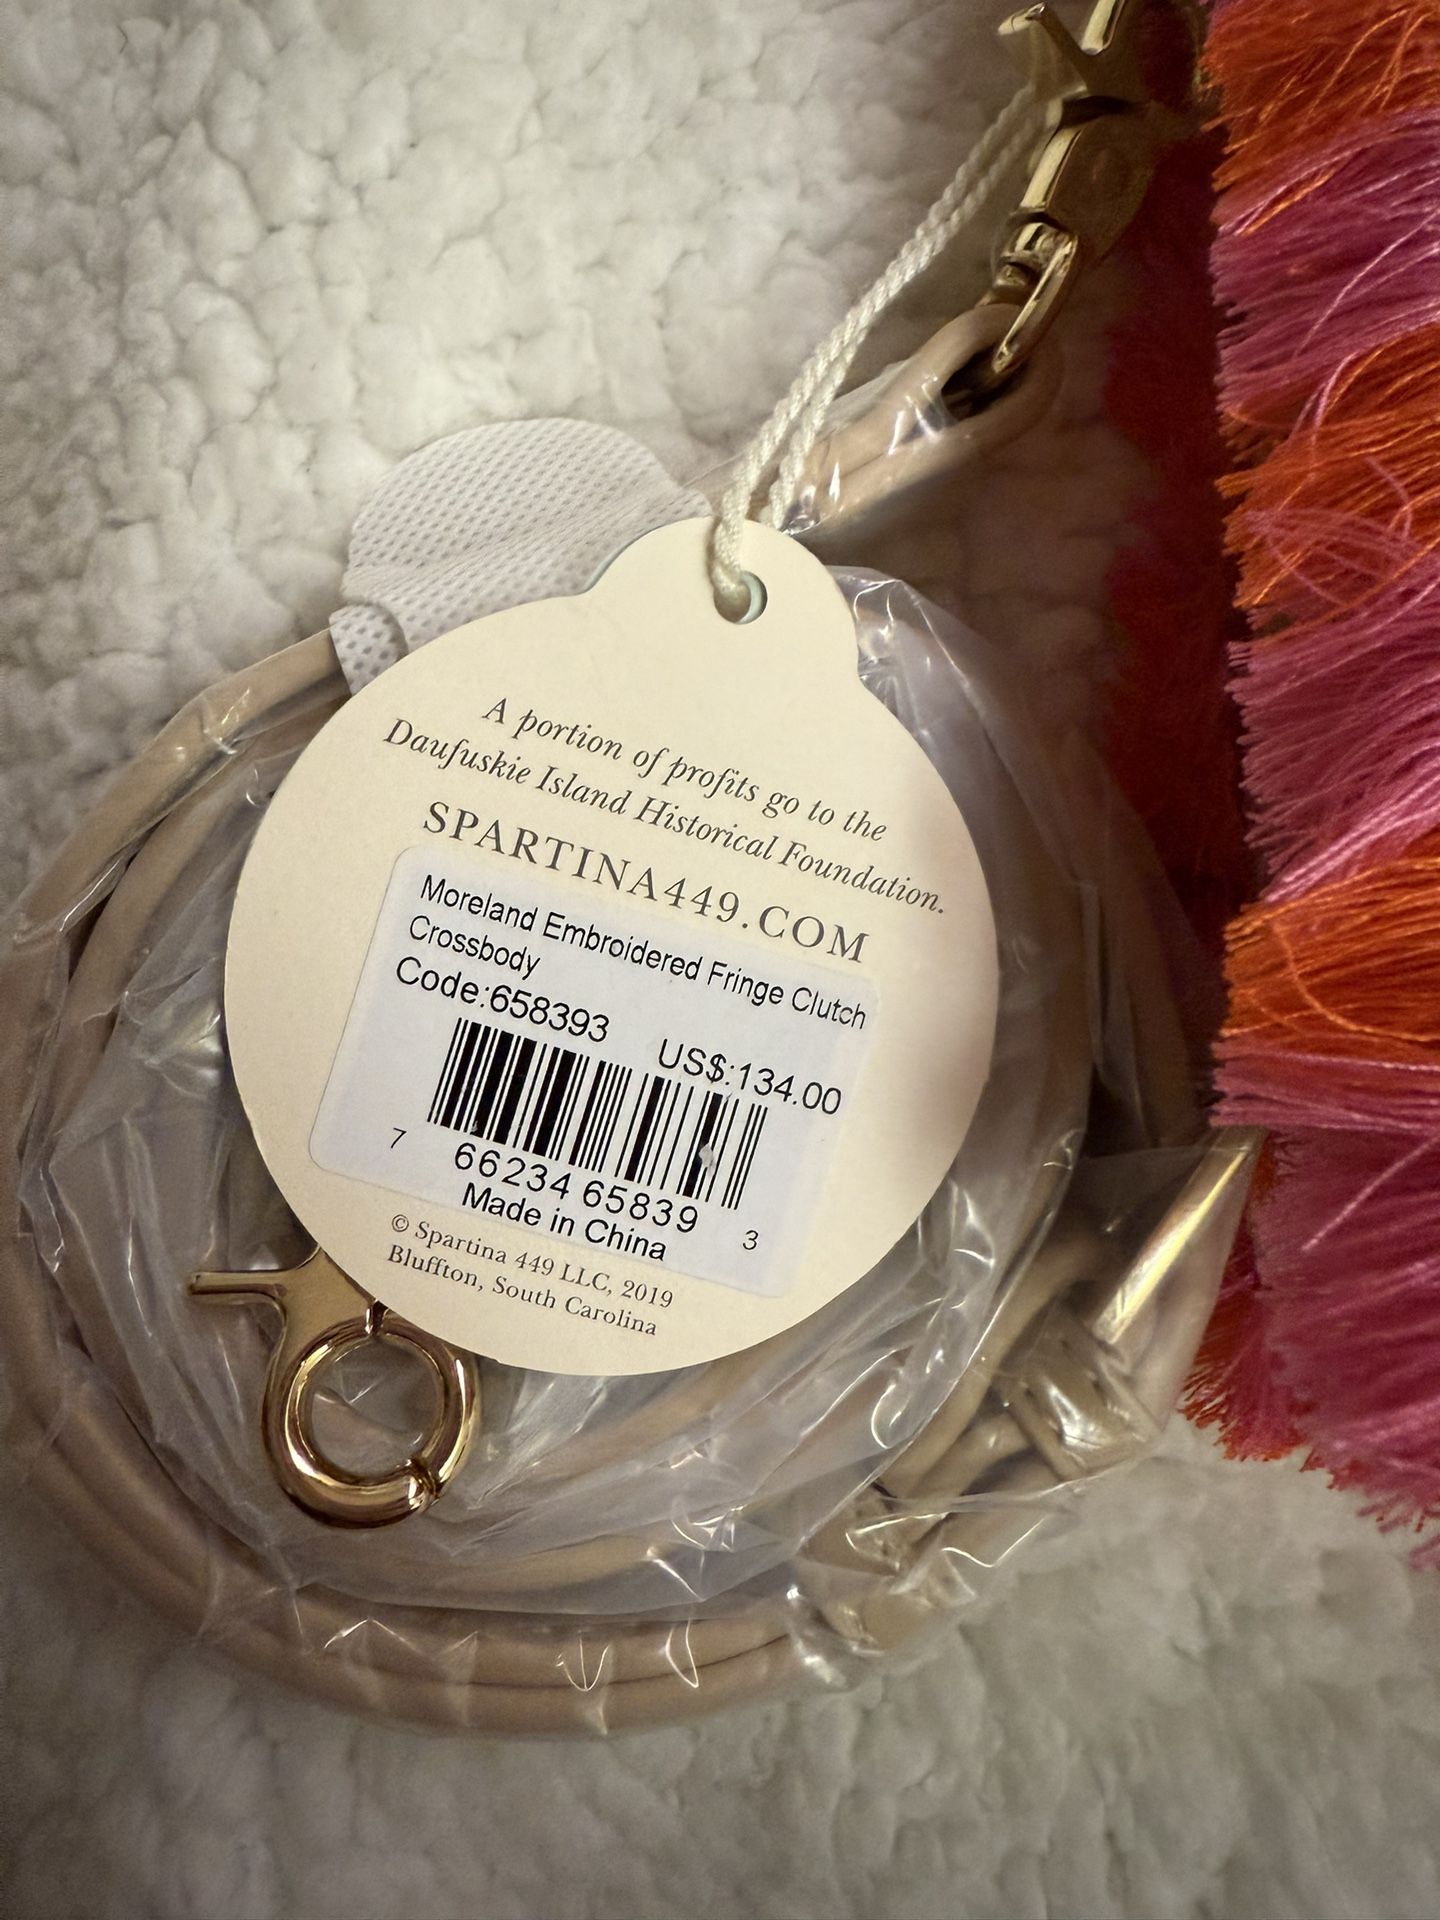 A portion of profits go to the
Daufuskie Island Historical Foundation.
SPARTINA449.COM
Moreland Embroidered Fringe Clutch
Crossbody
Code:658393
US$:134.00
7 66234 65839 3
Made in China
© Spartina 449 LLC, 2019
Bluffton, South Carolina